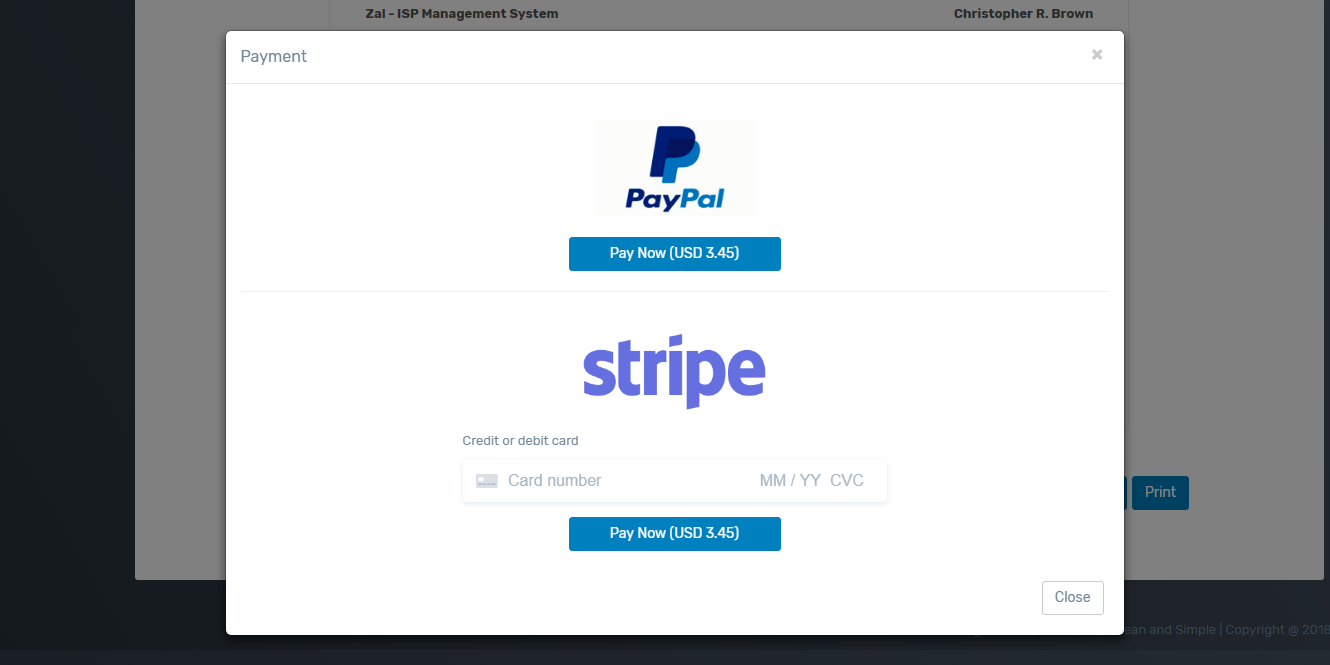 Zal - ISP Management System Christopher R. Brown
Payment ×
PayPal
Pay Now (USD 3.45)
stripe
Credit or debit card
Card number MM / YY CVC
Pay Now (USD 3.45)
Print
Close
and Simple | Copyright @ 2018